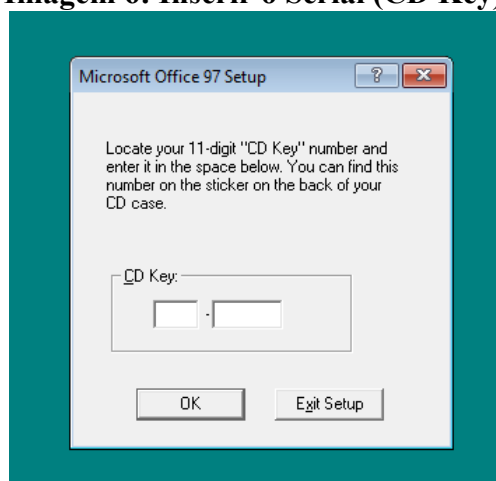 Imagem 6: Inserir o Serial (CD Key)
Microsoft Office 97 Setup
Locate your 11-digit "CD Key" number and
enter it in the space below. You can find this
number on the sticker on the back of your
CD case.
CD Key:
-
OK
Exit Setup